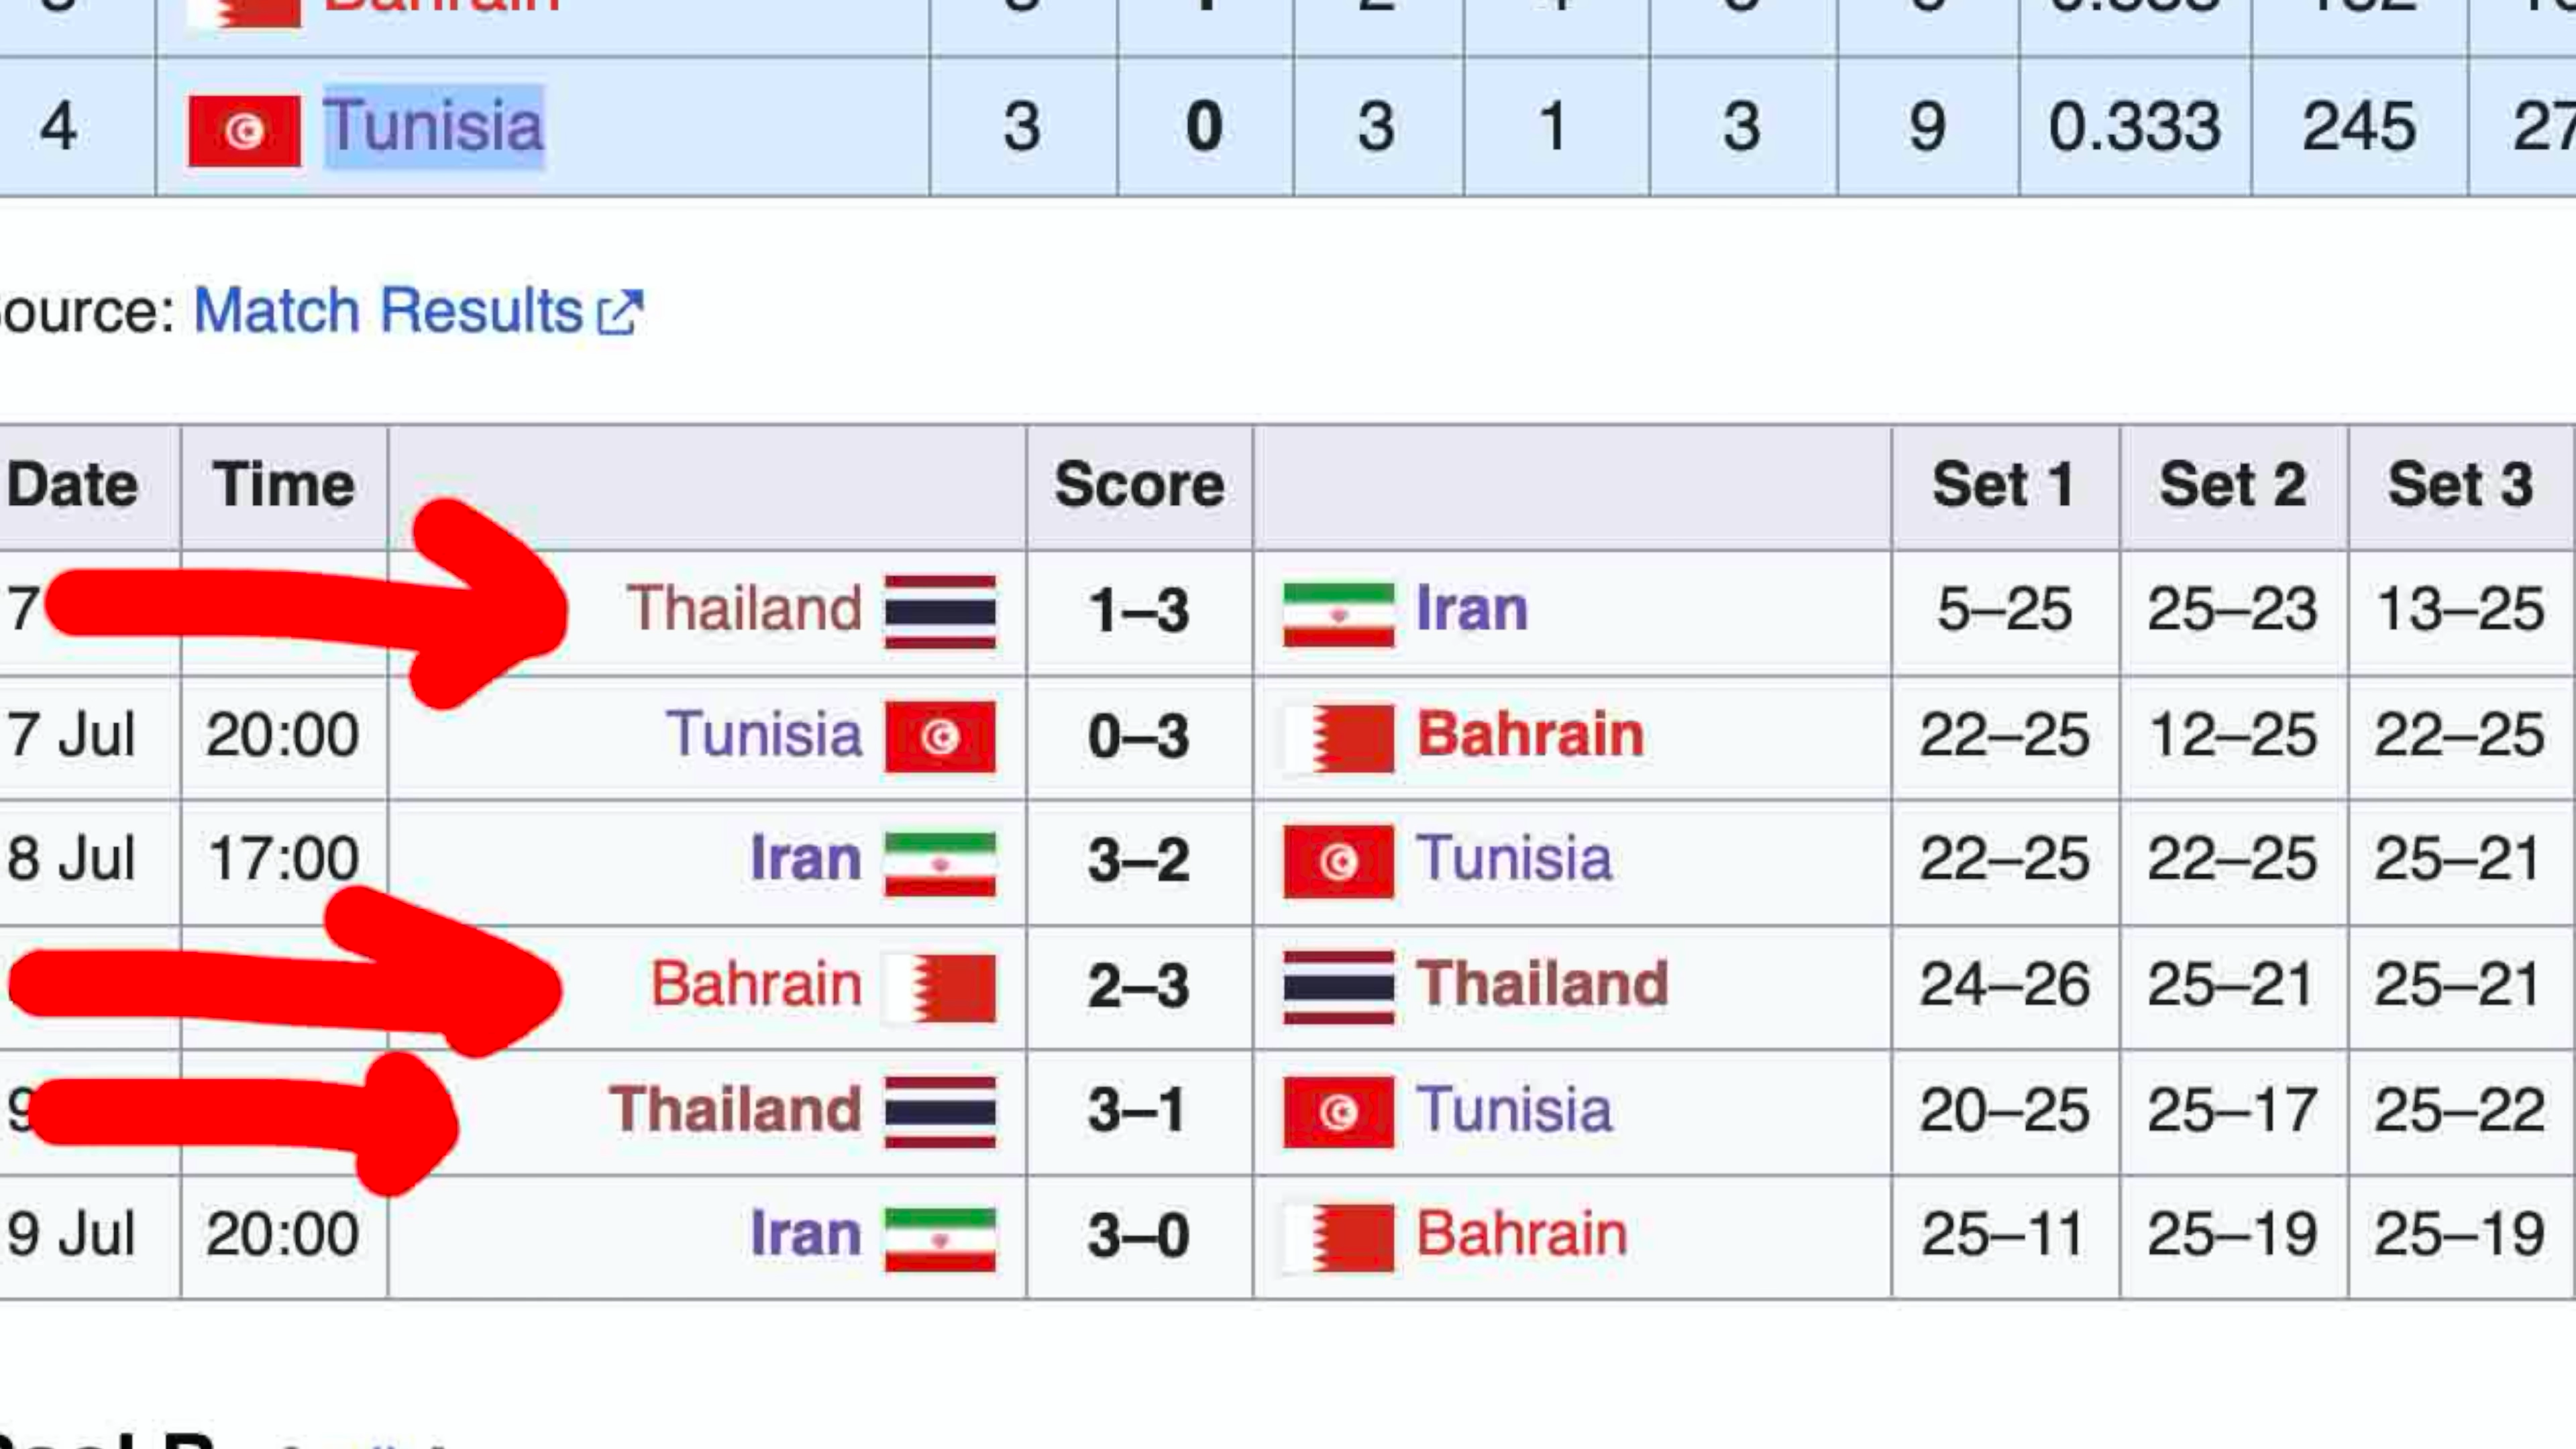 Bahrain
4 Tunisia 3 0 3 1 3 9 0.333 245 27
ource: Match Results
Date Time Score Set 1 Set 2 Set 3
7 Thailand 1–3 Iran 5–25 25–23 13–25
7 Jul 20:00 Tunisia 0–3 Bahrain 22–25 12–25 22–25
8 Jul 17:00 Iran 3–2 Tunisia 22–25 22–25 25–21
Bahrain 2–3 Thailand 24–26 25–21 25–21
9 Thailand 3–1 Tunisia 20–25 25–17 25–22
9 Jul 20:00 Iran 3–0 Bahrain 25–11 25–19 25–19